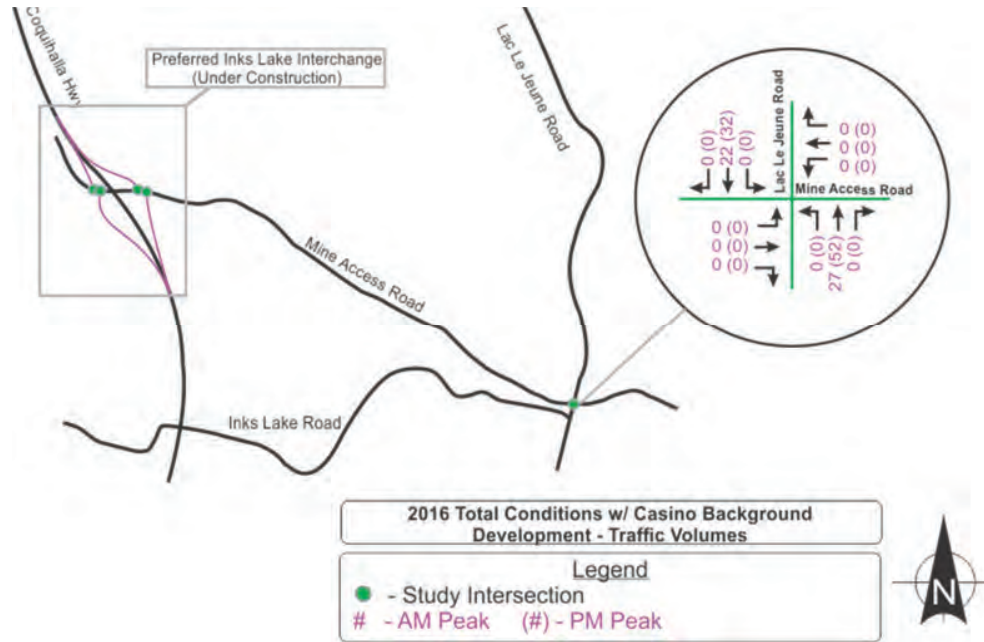 Coquihalla Hwy
Preferred Inks Lake Interchange
(Under Construction)
Lac Le Jeune Road
Lac Le Jeune Road
0 (0)
22 (32)
0 (0)
0 (0)
0 (0)
0 (0)
Mine Access Road
0 (0)
0 (0)
0 (0)
0 (0)
27 (52)
0 (0)
Mine Access Road
Inks Lake Road
2016 Total Conditions w/ Casino Background
Development - Traffic Volumes
Legend
- Study Intersection
# - AM Peak (#) - PM Peak
N